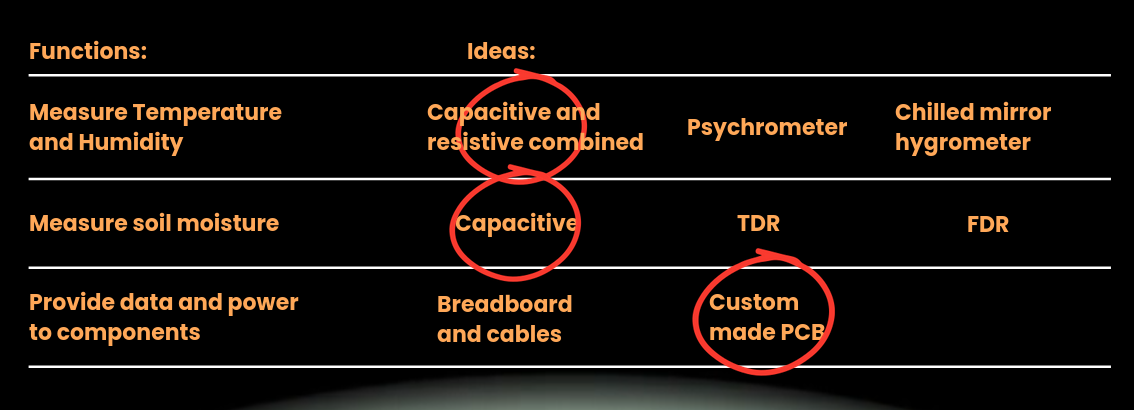 Functions:
Ideas:
Measure Temperature
and Humidity
Capacitive and
resistive combined
Psychrometer
Chilled mirror
hygrometer
Measure soil moisture
Capacitive
TDR
FDR
Provide data and power
to components
Breadboard
and cables
Custom
made PCB